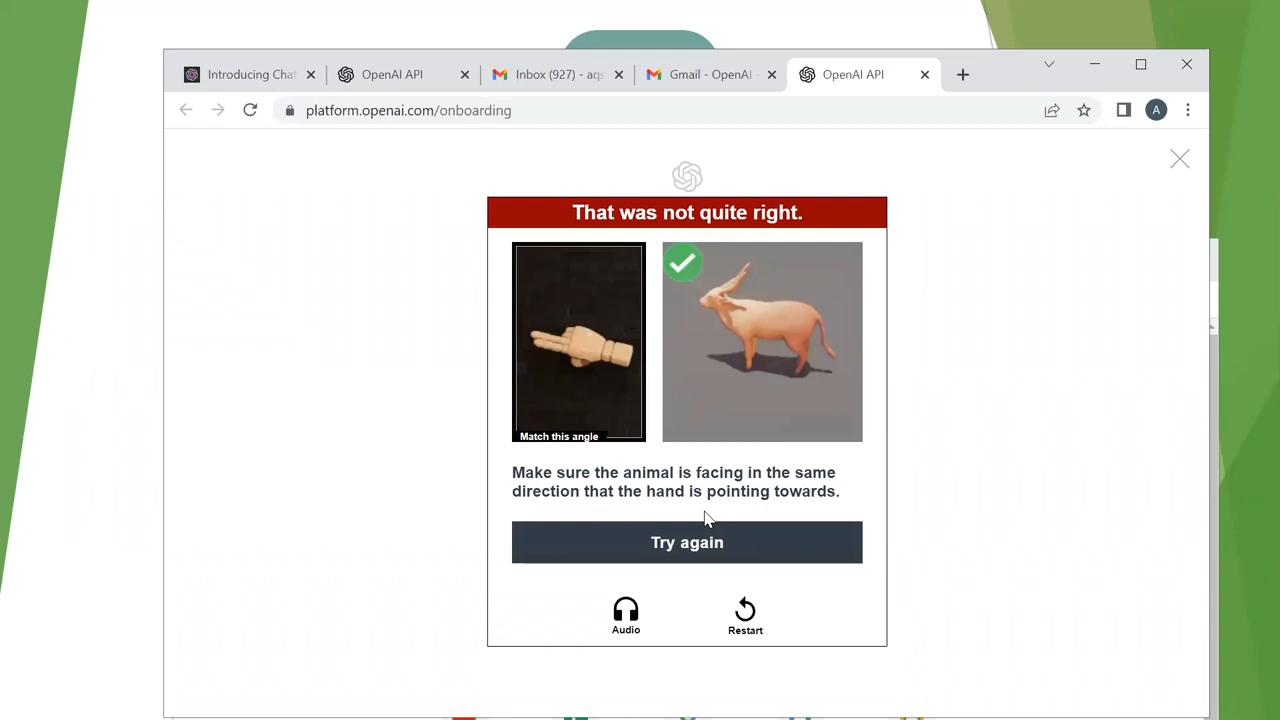 Introducing Chat
OpenAI API
Inbox (927) - aqs
Gmail - OpenAI -
OpenAI API
platform.openai.com/onboarding
A
That was not quite right.
Match this angle
Make sure the animal is facing in the same
direction that the hand is pointing towards.
Try again
Audio
Restart